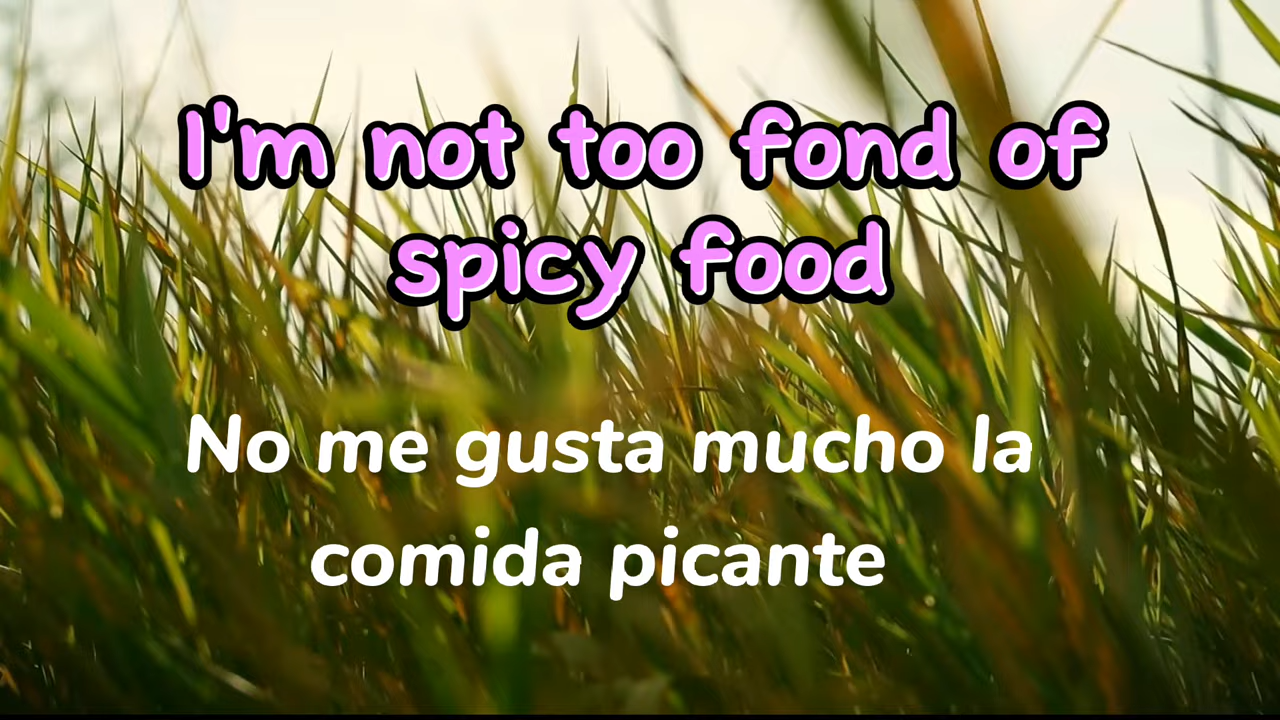 I'm not too fond of
spicy food
No me gusta mucho la
comida picante